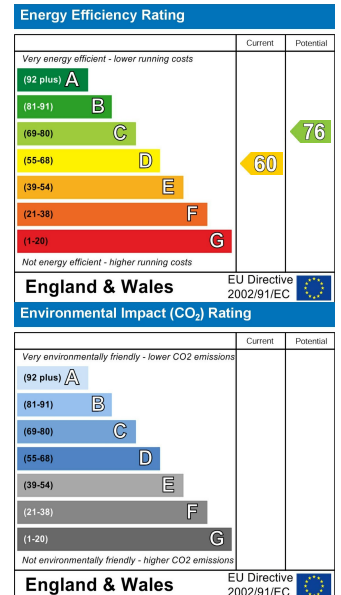 Energy Efficiency Rating
Current Potential
Very energy efficient - lower running costs
(92 plus) A
(81-91) B
(69-80) C
(55-68) D
(39-54) E
(21-38) F
(1-20) G
60
76
Not energy efficient - higher running costs
England & Wales
EU Directive
2002/91/EC
Environmental Impact (CO₂) Rating
Current Potential
Very environmentally friendly - lower CO2 emissions
(92 plus) A
(81-91) B
(69-80) C
(55-68) D
(39-54) E
(21-38) F
(1-20) G
Not environmentally friendly - higher CO2 emissions
England & Wales
EU Directive
2002/91/EC